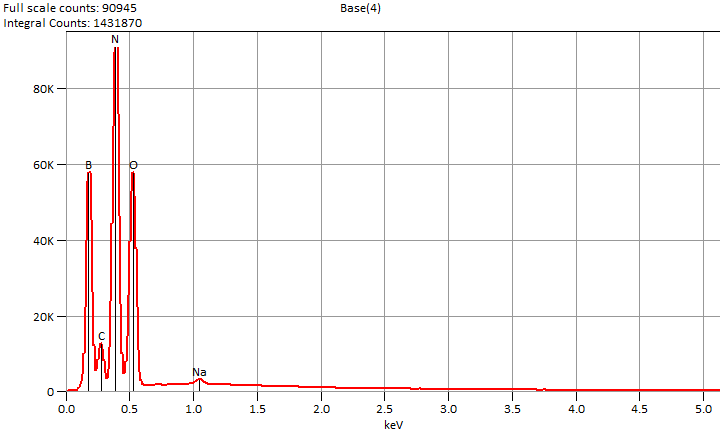 Full scale counts: 90945
Base(4)
Integral Counts: 1431870
N
80K
B
O
60K
40K
20K
C
Na
0
0.0 0.5 1.0 1.5 2.0 2.5 3.0 3.5 4.0 4.5 5.0
keV